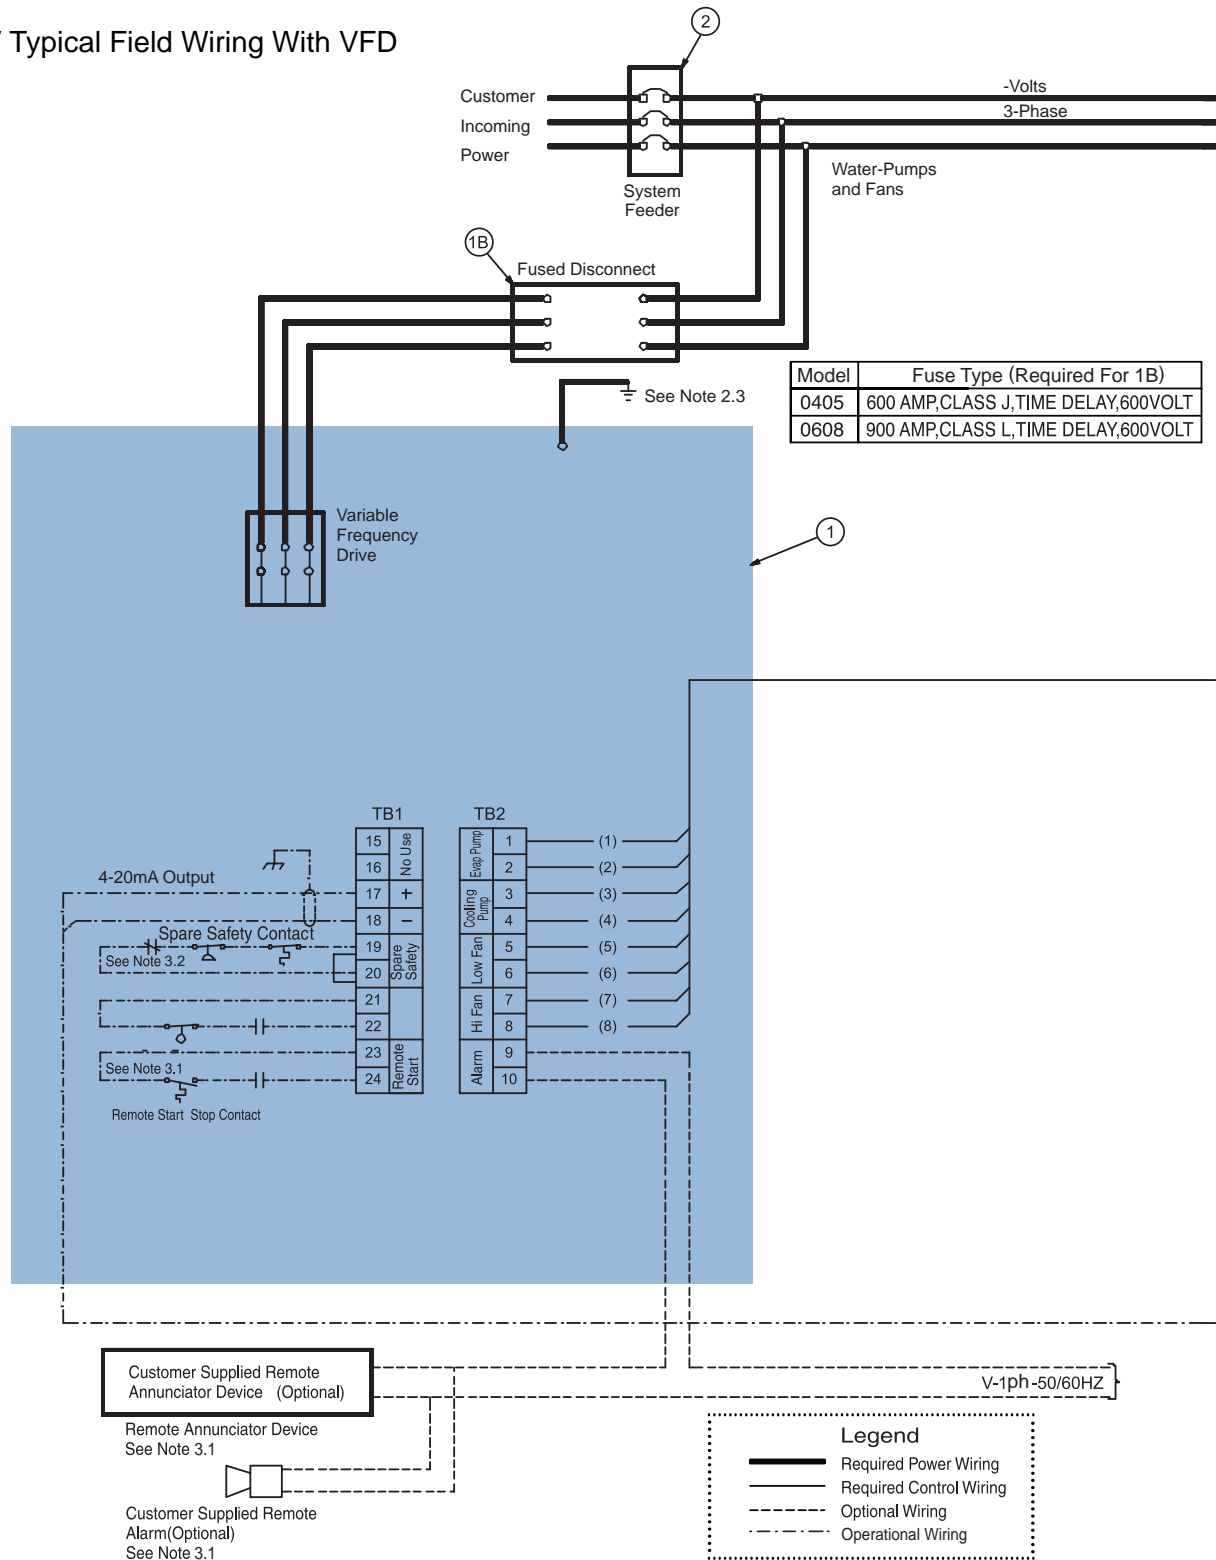 Typical Field Wiring With VFD
2
Customer
Incoming
Power
-Volts
3-Phase
System
Feeder
Water-Pumps
and Fans
1B
Fused Disconnect
See Note 2.3
Model Fuse Type (Required For 1B)
0405 600 AMP,CLASS J,TIME DELAY,600VOLT
0608 900 AMP,CLASS L,TIME DELAY,600VOLT
Variable
Frequency
Drive
1
TB1
15
16
No Use
17 +
18 −
19
20
Spare
Safety
21
22
23
24
Remote
Start
4-20mA Output
Spare Safety Contact
See Note 3.2
See Note 3.1
Remote Start Stop Contact
TB2
Evap Pump
1 (1)
2 (2)
Cooling
Pump
3 (3)
4 (4)
Low Fan
5 (5)
6 (6)
Hi Fan
7 (7)
8 (8)
Alarm
9
10
Customer Supplied Remote
Annunciator Device (Optional)
Remote Annunciator Device
See Note 3.1
Customer Supplied Remote
Alarm(Optional)
See Note 3.1
V-1ph-50/60HZ
Legend
Required Power Wiring
Required Control Wiring
Optional Wiring
Operational Wiring